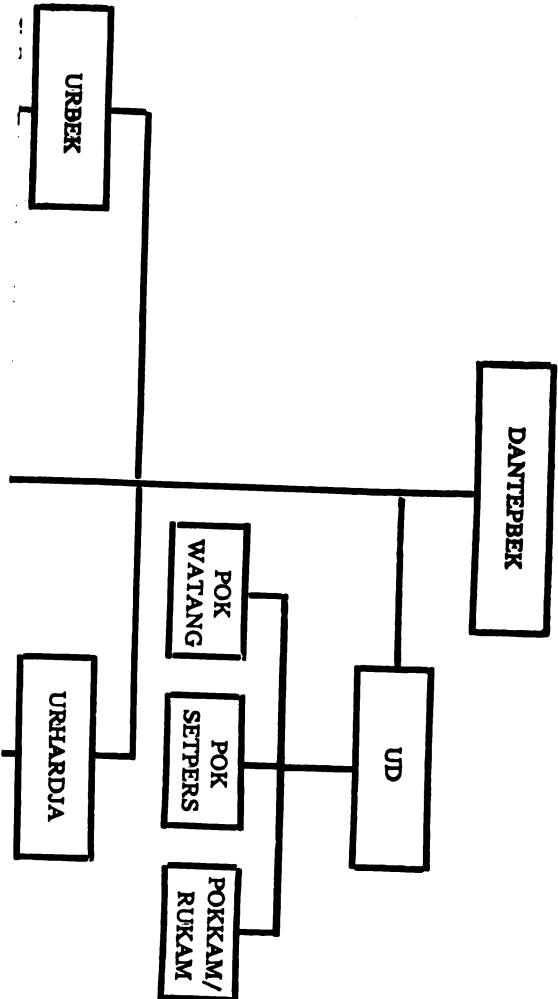 DANTEPBEK
UD
POK
WATANG
POK
SETPERS
POKKAM/
RUKAM
URBEK
URHARDJA